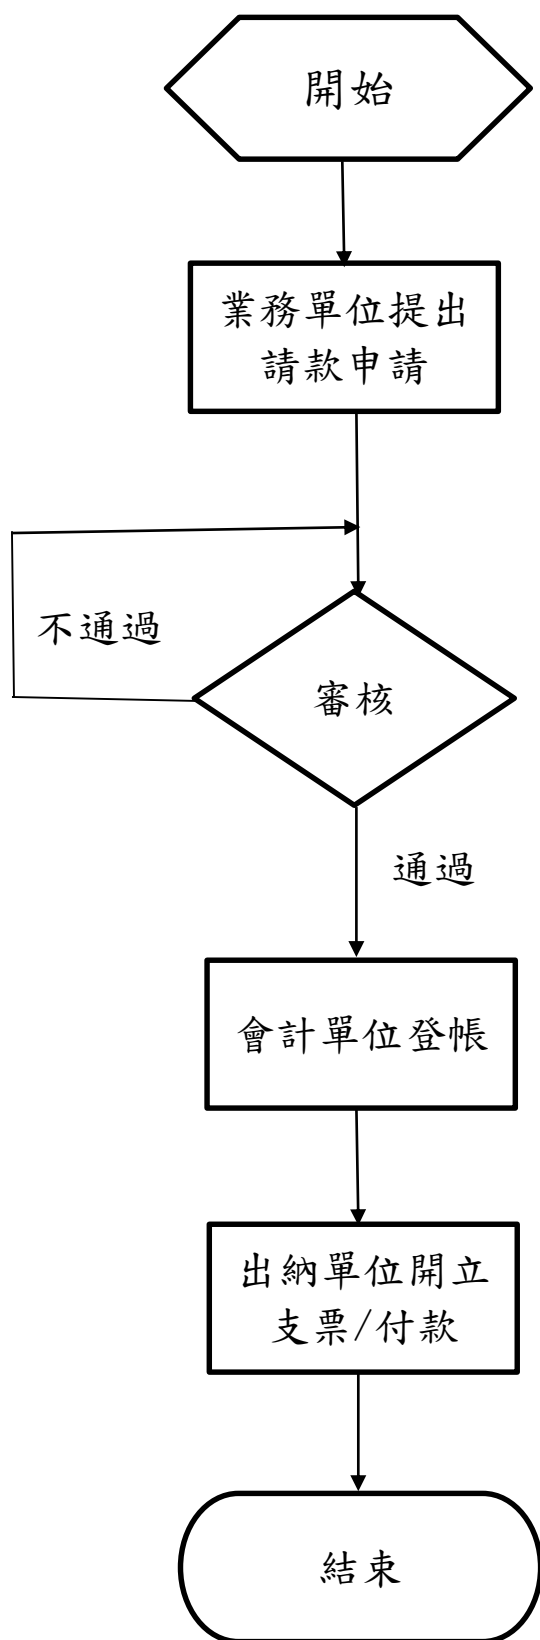 開始
業務單位提出
請款申請
不通過
審核
通過
會計單位登帳
出納單位開立
支票/付款
結束